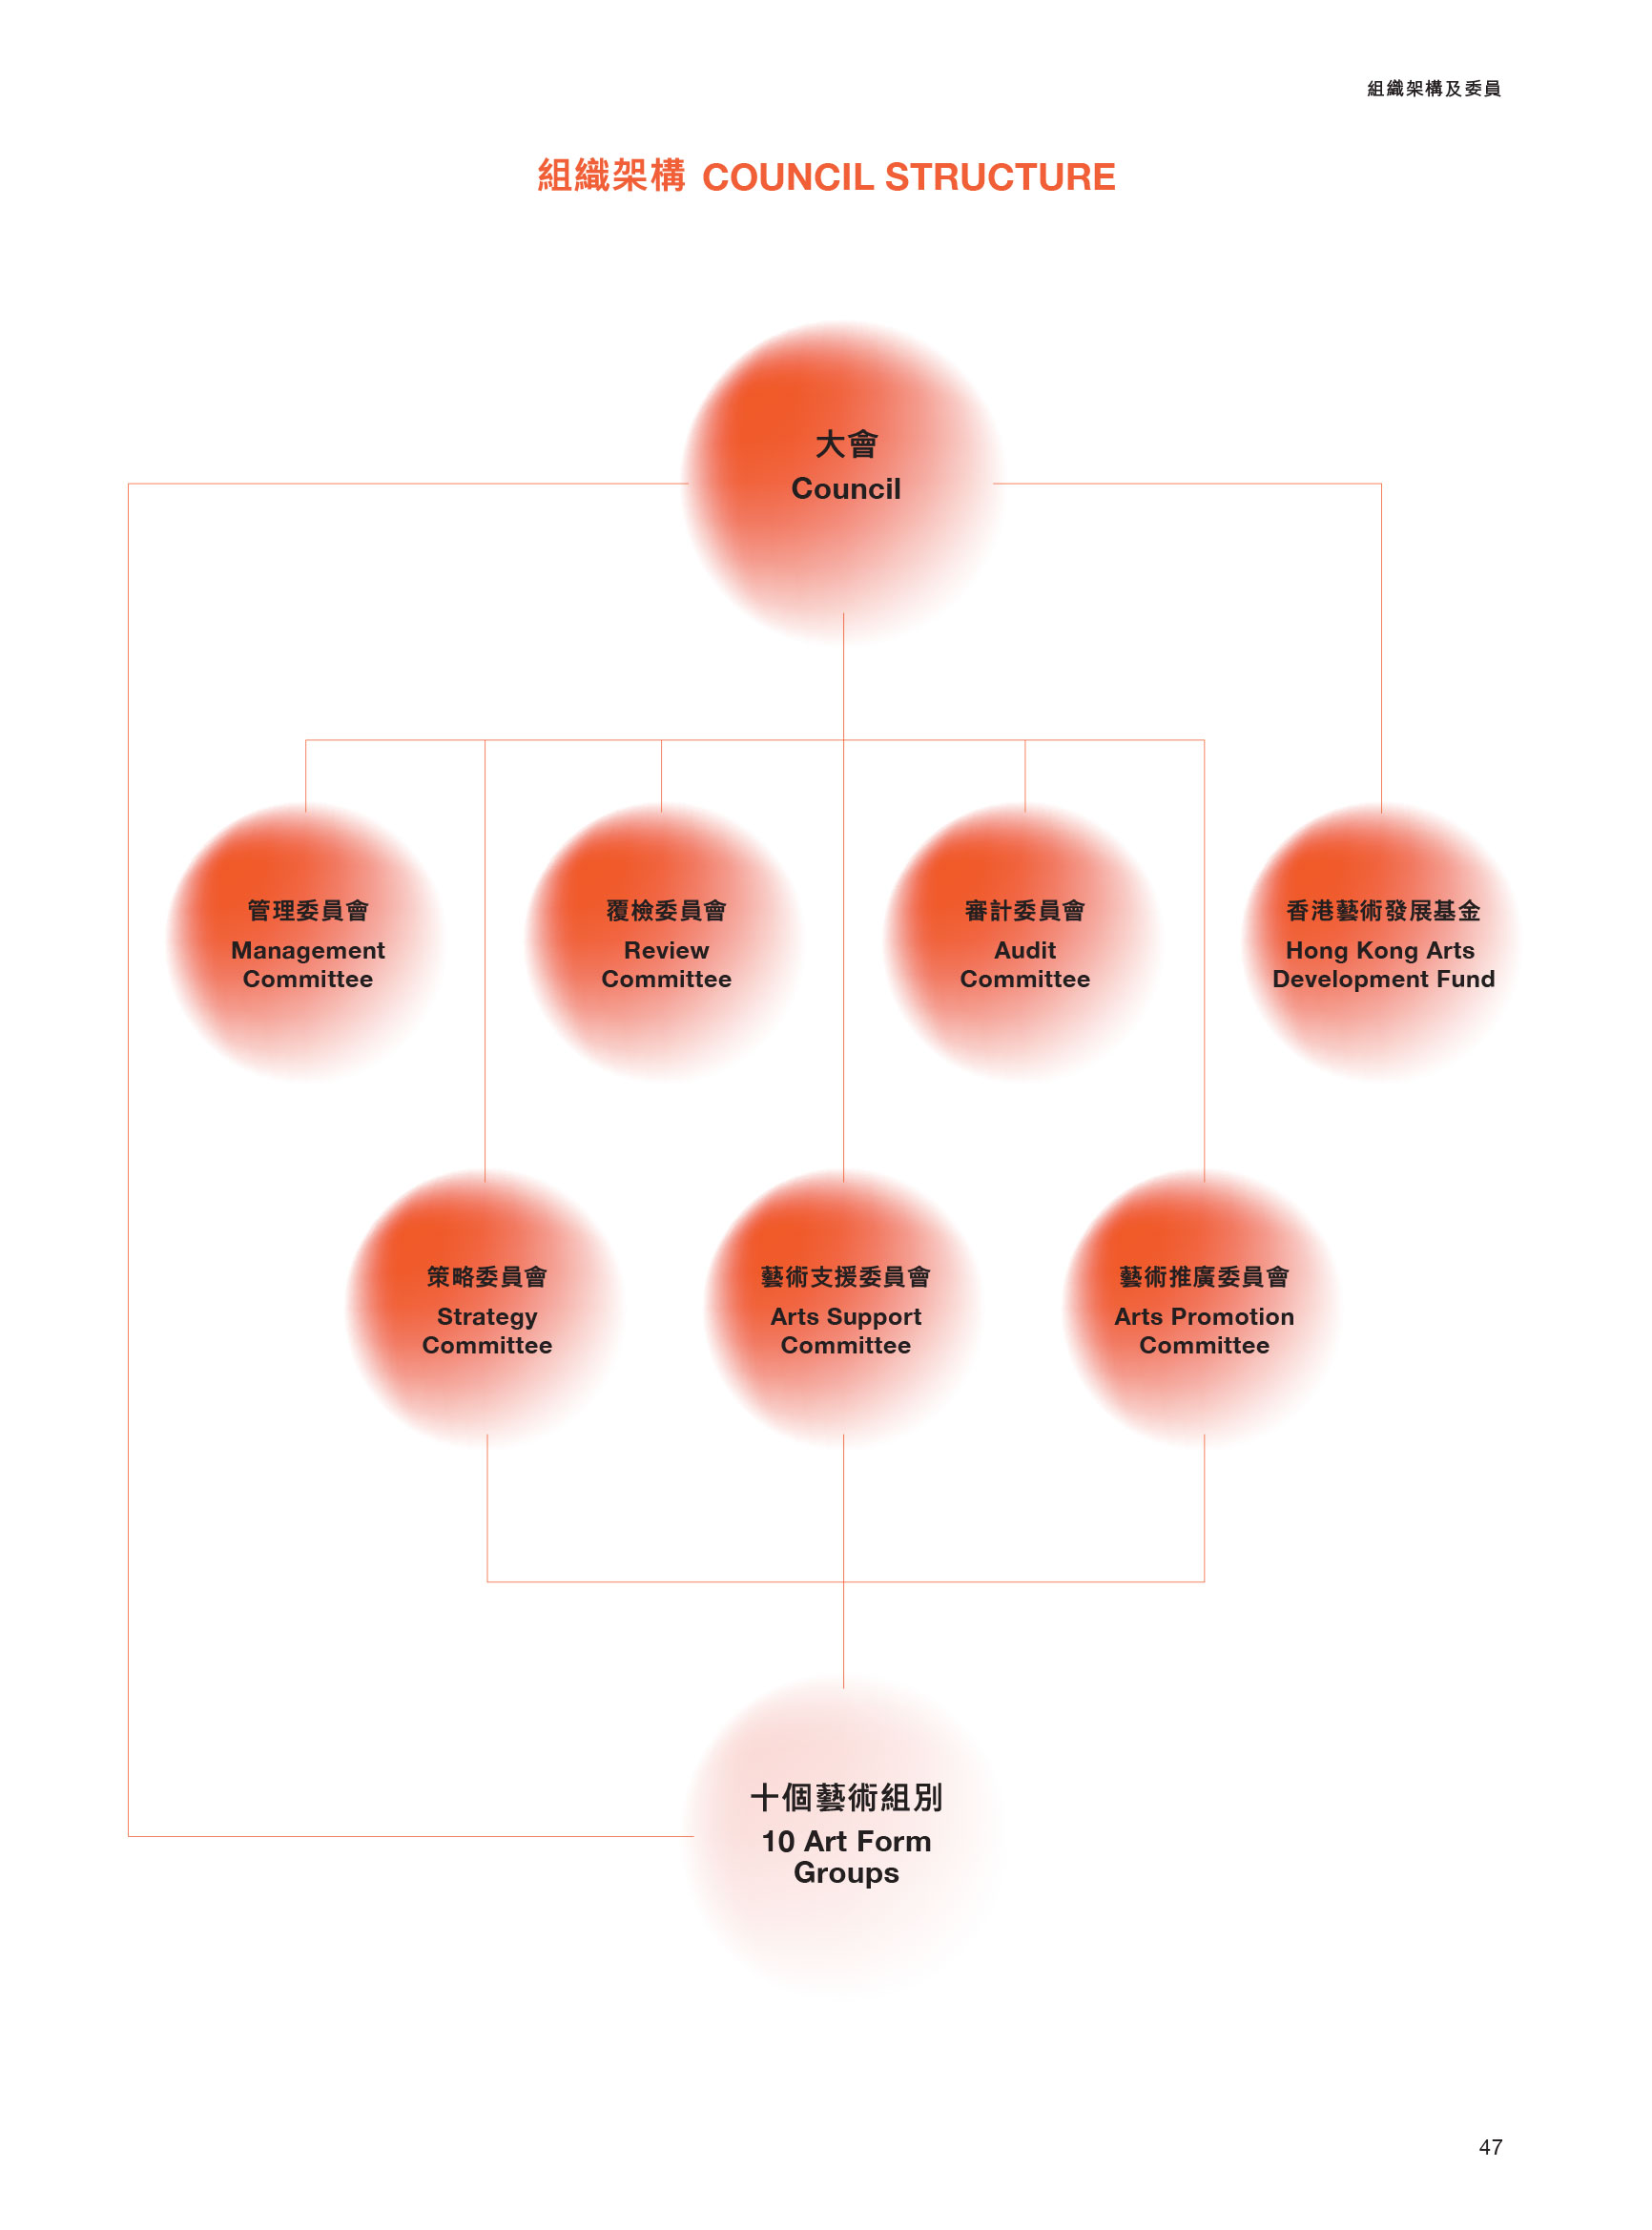 組織架構及委員
組織架構 COUNCIL STRUCTURE
大會
Council
管理委員會
Management
Committee
覆檢委員會
Review
Committee
審計委員會
Audit
Committee
香港藝術發展基金
Hong Kong Arts
Development Fund
策略委員會
Strategy
Committee
藝術支援委員會
Arts Support
Committee
藝術推廣委員會
Arts Promotion
Committee
十個藝術組別
10 Art Form
Groups
47